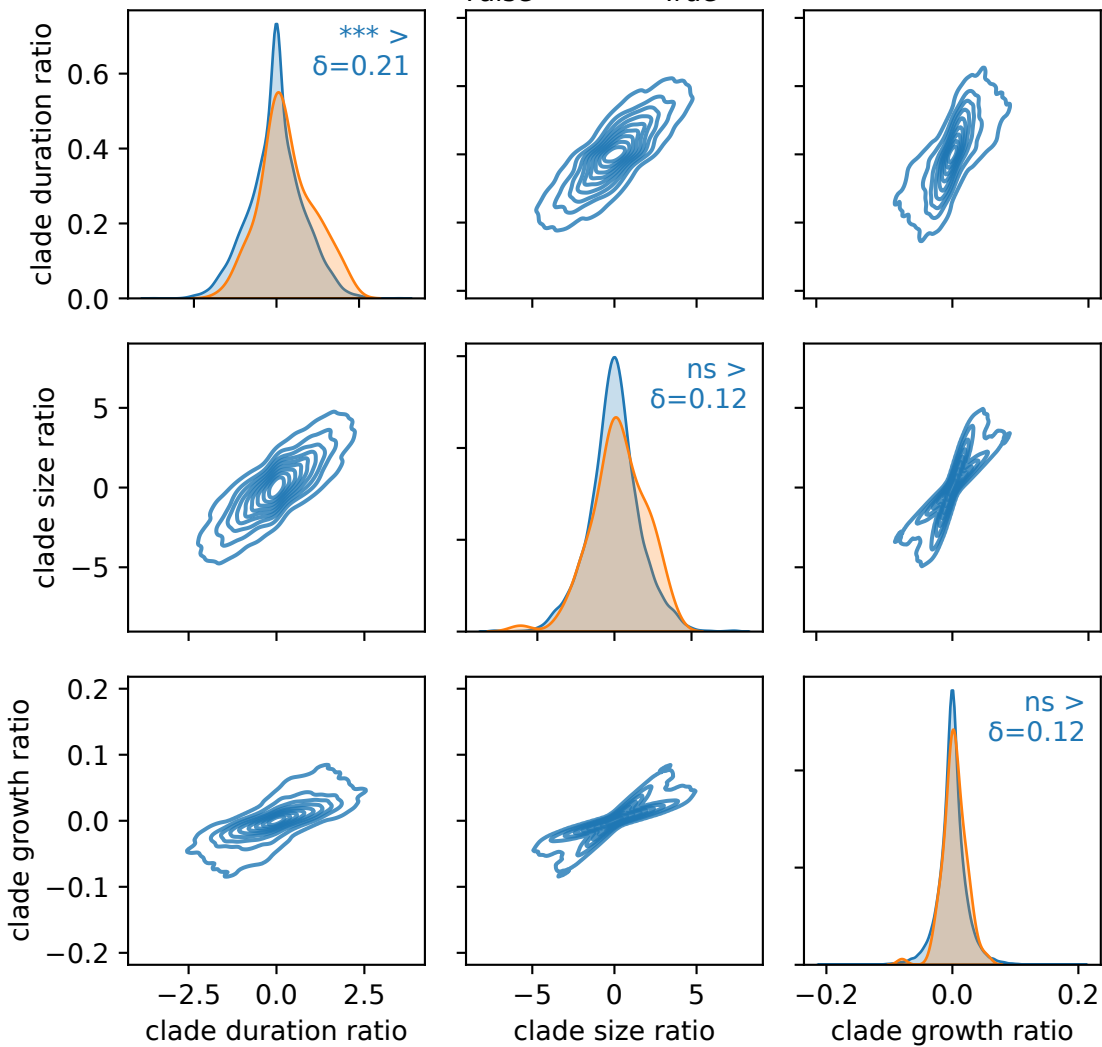 clade duration ratio
0.6
0.4
0.2
0.0
*** >
δ=0.21
clade size ratio
5
0
−5
ns >
δ=0.12
clade growth ratio
0.2
0.1
0.0
−0.1
−0.2
ns >
δ=0.12
−2.5 0.0 2.5
−5 0 5
−0.2 0.0 0.2
clade duration ratio
clade size ratio
clade growth ratio